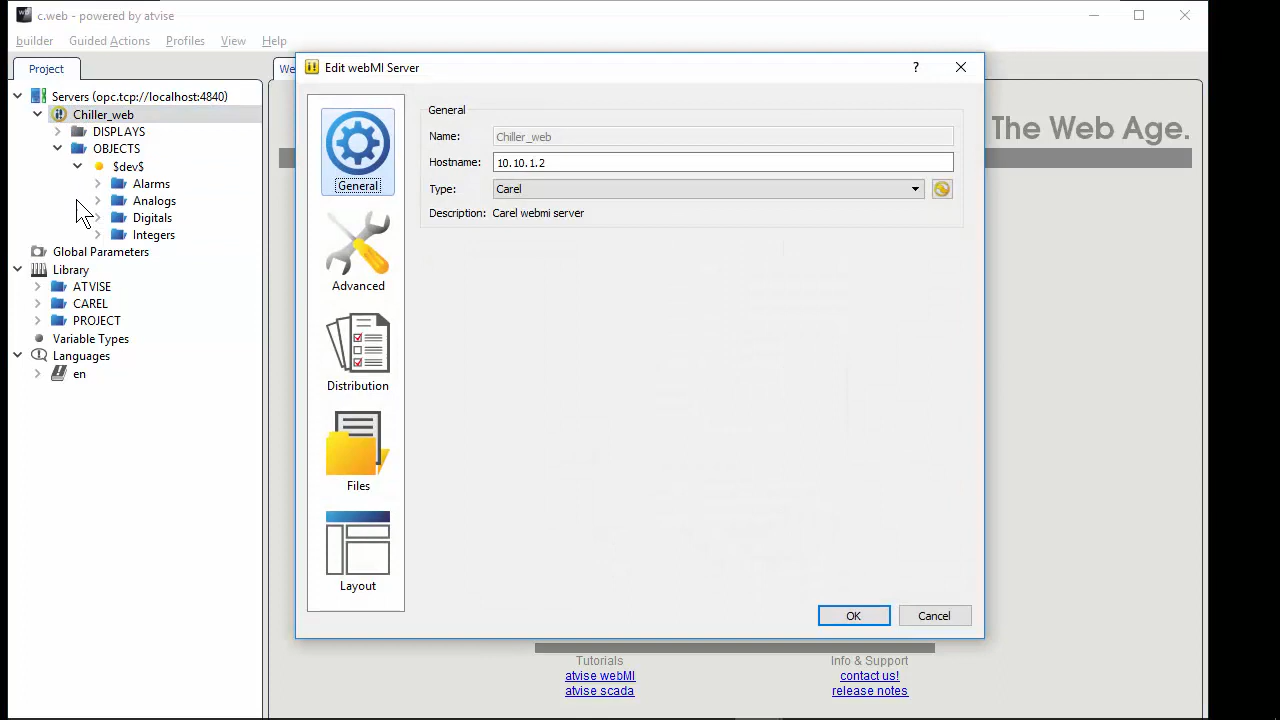 c.web - powered by atvise
builder Guided Actions Profiles View Help
Project
We
Servers (opc.tcp://localhost:4840)
Chiller_web
DISPLAYS
OBJECTS
$dev$
Alarms
Analogs
Digitals
Integers
Global Parameters
Library
ATVISE
CAREL
PROJECT
Variable Types
Languages
en
The Web Age.
Edit webMI Server
?
General
Advanced
Distribution
Files
Layout
General
Name: Chiller_web
Hostname: 10.10.1.2
Type: Carel
Description: Carel webmi server
OK Cancel
Tutorials
atvise webMI
atvise scada
Info & Support
contact us!
release notes